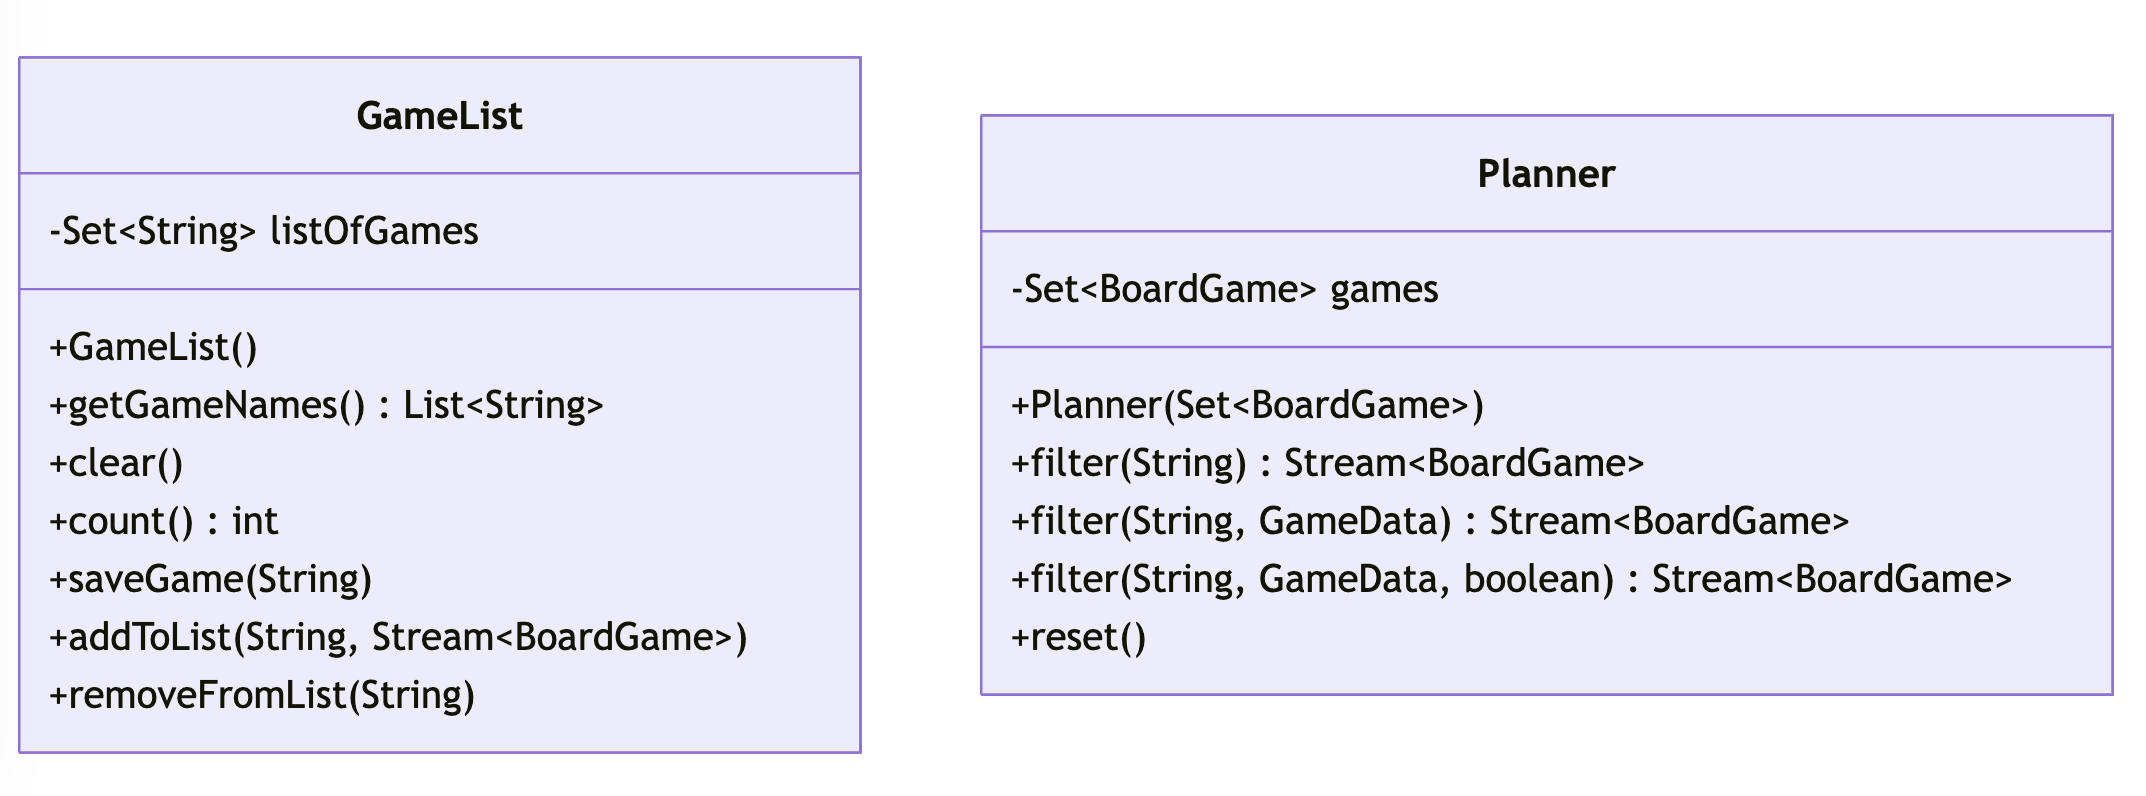 GameList
-Set<String> listOfGames
+GameList()
+getGameNames() : List<String>
+clear()
+count() : int
+saveGame(String)
+addToList(String, Stream<BoardGame>)
+removeFromList(String)
Planner
-Set<BoardGame> games
+Planner(Set<BoardGame>)
+filter(String) : Stream<BoardGame>
+filter(String, GameData) : Stream<BoardGame>
+filter(String, GameData, boolean) : Stream<BoardGame>
+reset()